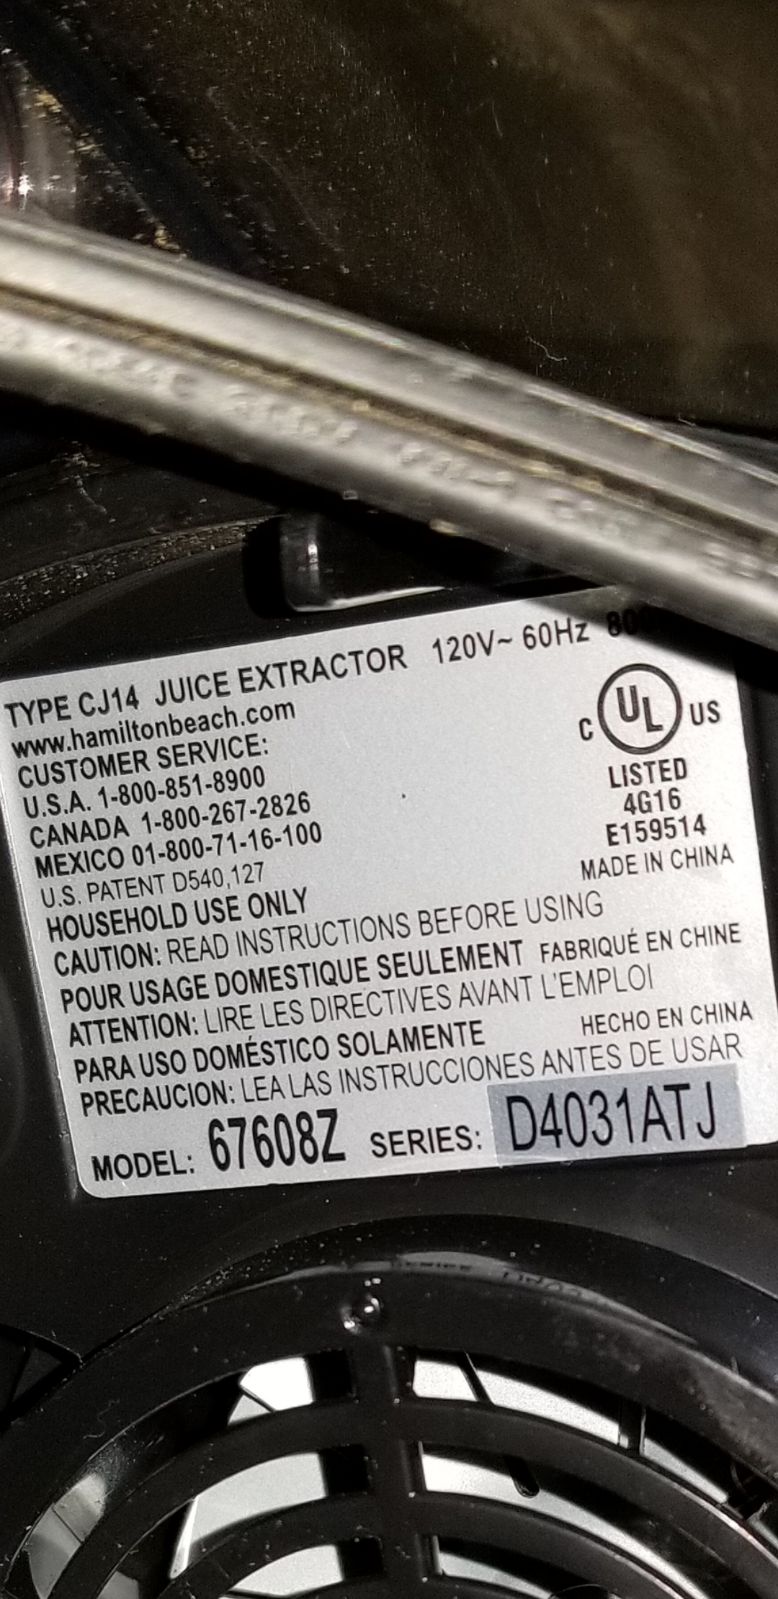 TYPE CJ14 JUICE EXTRACTOR 120V~ 60Hz
www.hamiltonbeach.com
CUSTOMER SERVICE:
U.S.A. 1-800-851-8900
CANADA 1-800-267-2826
MEXICO 01-800-71-16-100
U.S. PATENT D540,127
C UL US
LISTED
4G16
E159514
MADE IN CHINA
HOUSEHOLD USE ONLY
CAUTION: READ INSTRUCTIONS BEFORE USING
POUR USAGE DOMESTIQUE SEULEMENT FABRIQUÉ EN CHINE
ATTENTION: LIRE LES DIRECTIVES AVANT L'EMPLOI
PARA USO DOMÉSTICO SOLAMENTE HECHO EN CHINA
PRECAUCION: LEA LAS INSTRUCCIONES ANTES DE USAR
MODEL: 67608Z SERIES: D4031ATJ